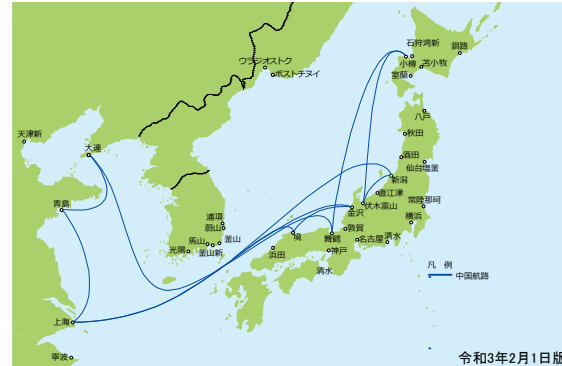 石狩湾新
釧路
小樽
苫小牧
室蘭
ウラジオストク
ボストチヌイ
八戸
天津新
秋田
大連
酒田
仙台塩釜
新潟
青島
浦項
直江津
常陸那珂
蔚山
金沢
伏木富山
横浜
馬山
釜山
光陽
釜山新
境
舞鶴
敦賀
名古屋
清水
浜田
神戸
清水
凡 例
中国航路
上海
寧波
令和3年2月1日版